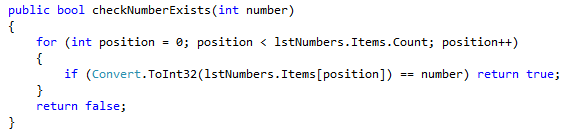 public bool checkNumberExists(int number)
{
    for (int position = 0; position < lstNumbers.Items.Count; position++)
    {
        if (Convert.ToInt32(lstNumbers.Items[position]) == number) return true;
    }
    return false;
}